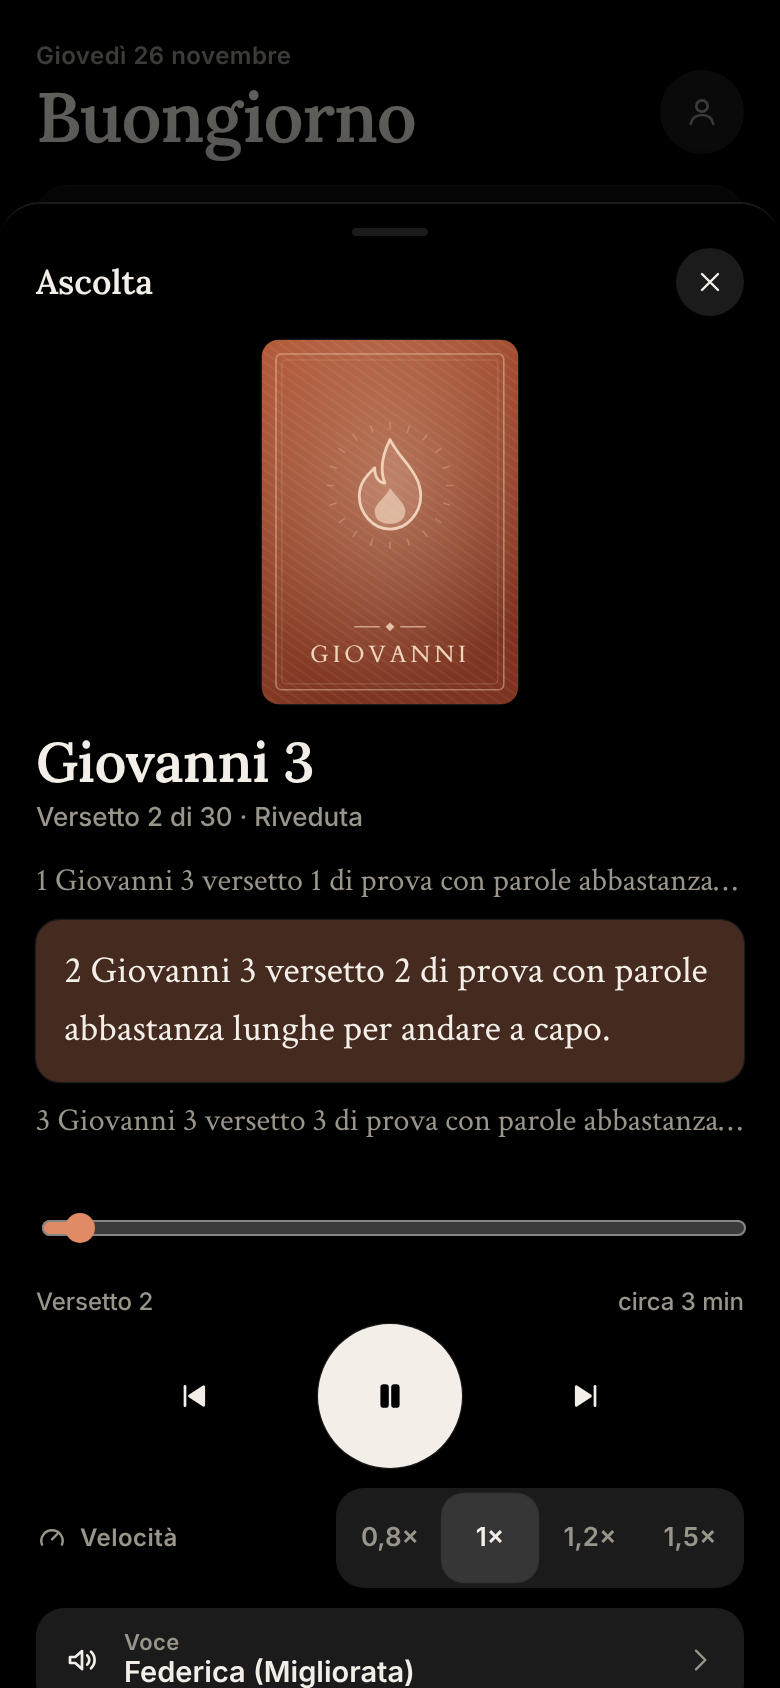 Giovedì 26 novembre
Buongiorno
Ascolta
GIOVANNI
Giovanni 3
Versetto 2 di 30 · Riveduta
1 Giovanni 3 versetto 1 di prova con parole abbastanza…
2 Giovanni 3 versetto 2 di prova con parole
abbastanza lunghe per andare a capo.
3 Giovanni 3 versetto 3 di prova con parole abbastanza…
Versetto 2
circa 3 min
Velocità
0,8×
1×
1,2×
1,5×
Voce
Federica (Migliorata)